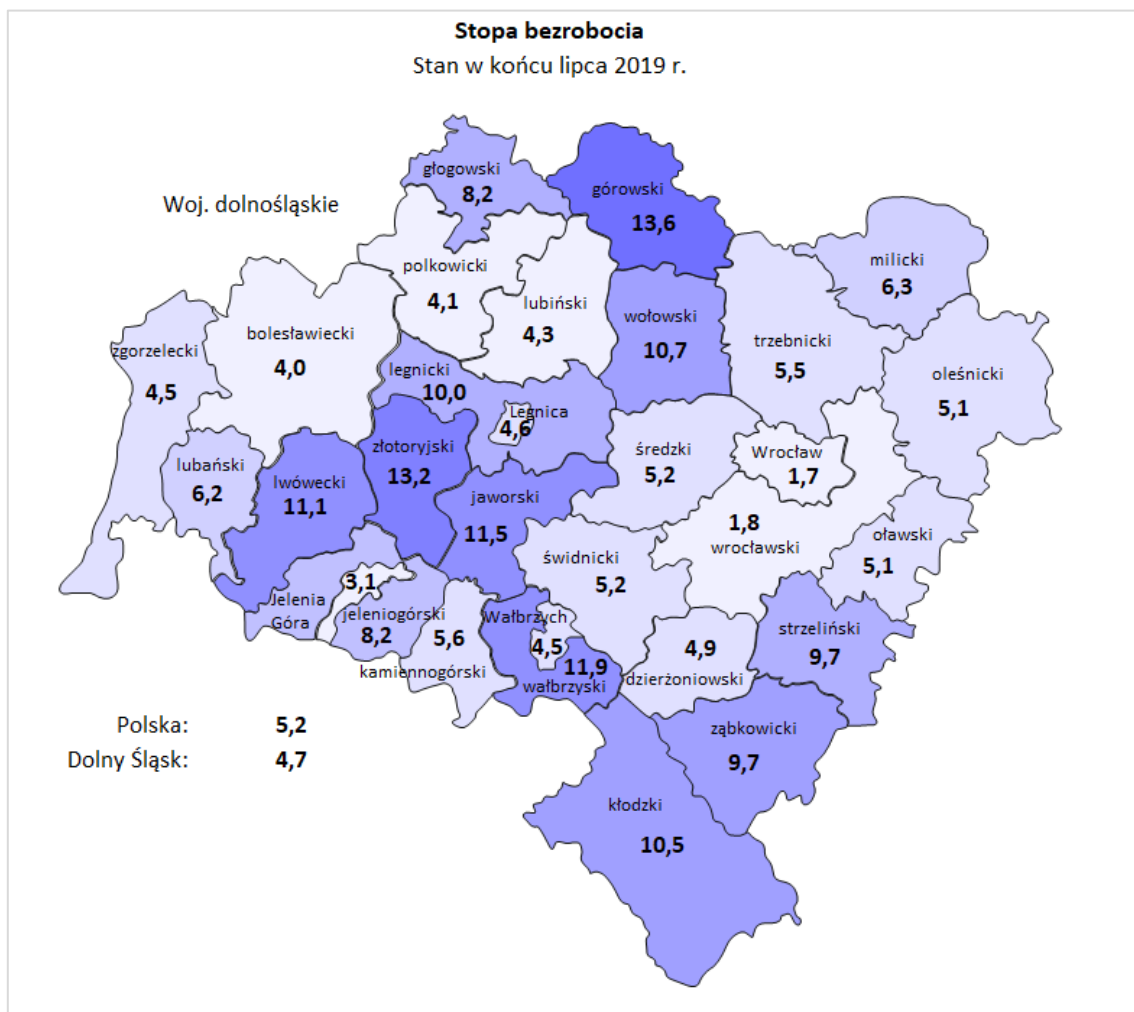 Stopa bezrobocia
Stan w końcu lipca 2019 r.
Woj. dolnośląskie
głogowski
8,2
górowski
13,6
polkowicki
4,1
lubiński
4,3
wołowski
10,7
milicki
6,3
trzebnicki
5,5
oleśnicki
5,1
bolesławiecki
4,0
zgorzelecki
4,5
legnicki
10,0
Legnica
4,6
złotoryjski
13,2
lubański
6,2
lwówecki
11,1
jaworski
11,5
średzki
5,2
Wrocław
1,7
1,8
wrocławski
oławski
5,1
świdnicki
5,2
3,1
Jelenia
Góra
jeleniogórski
8,2
5,6
kamiennogórski
Wałbrzych
4,5
11,9
wałbrzyski
4,9
dzierżoniowski
strzeliński
9,7
ząbkowicki
9,7
kłodzki
10,5
Polska: 5,2
Dolny Śląsk: 4,7